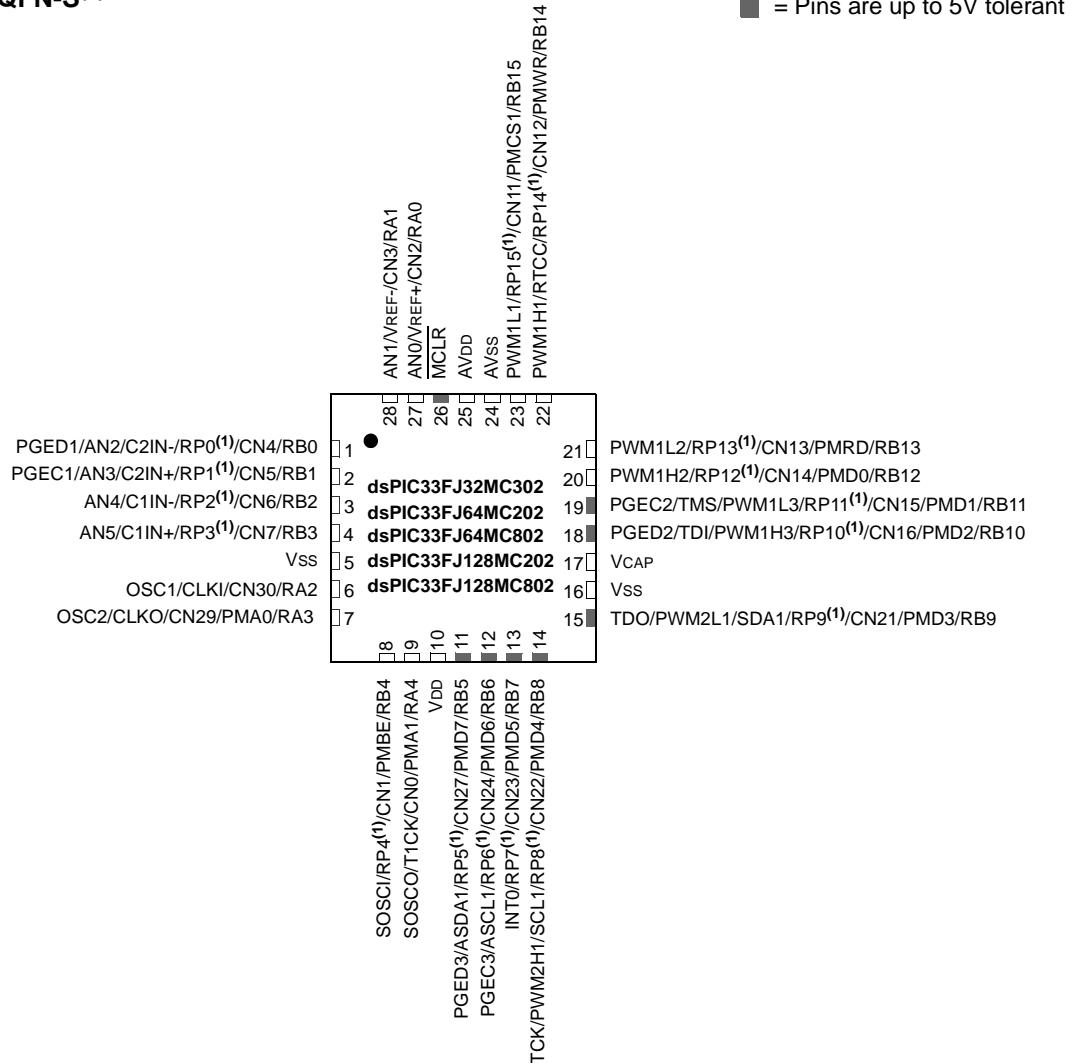 = Pins are up to 5V tolerant
AN1/VREF-/CN3/RA1
AN0/VREF+/CN2/RA0
MCLR
AVDD
AVSS
PWM1L1/RP15(1)/CN11/PMCS1/RB15
PWM1H1/RTCC/RP14(1)/CN12/PMWR/RB14
28
27
26
25
24
23
22
PGED1/AN2/C2IN-/RP0(1)/CN4/RB0 1
PGEC1/AN3/C2IN+/RP1(1)/CN5/RB1 2
AN4/C1IN-/RP2(1)/CN6/RB2 3
AN5/C1IN+/RP3(1)/CN7/RB3 4
VSS 5
OSC1/CLKI/CN30/RA2 6
OSC2/CLKO/CN29/PMA0/RA3 7
dsPIC33FJ32MC302
dsPIC33FJ64MC202
dsPIC33FJ64MC802
dsPIC33FJ128MC202
dsPIC33FJ128MC802
21 PWM1L2/RP13(1)/CN13/PMRD/RB13
20 PWM1H2/RP12(1)/CN14/PMD0/RB12
19 PGEC2/TMS/PWM1L3/RP11(1)/CN15/PMD1/RB11
18 PGED2/TDI/PWM1H3/RP10(1)/CN16/PMD2/RB10
17 VCAP
16 VSS
15 TDO/PWM2L1/SDA1/RP9(1)/CN21/PMD3/RB9
8
9
10
11
12
13
14
SOSCI/RP4(1)/CN1/PMBE/RB4
SOSCO/T1CK/CN0/PMA1/RA4
VDD
PGED3/ASDA1/RP5(1)/CN27/PMD7/RB5
PGEC3/ASCL1/RP6(1)/CN24/PMD6/RB6
INT0/RP7(1)/CN23/PMD5/RB7
TCK/PWM2H1/SCL1/RP8(1)/CN22/PMD4/RB8